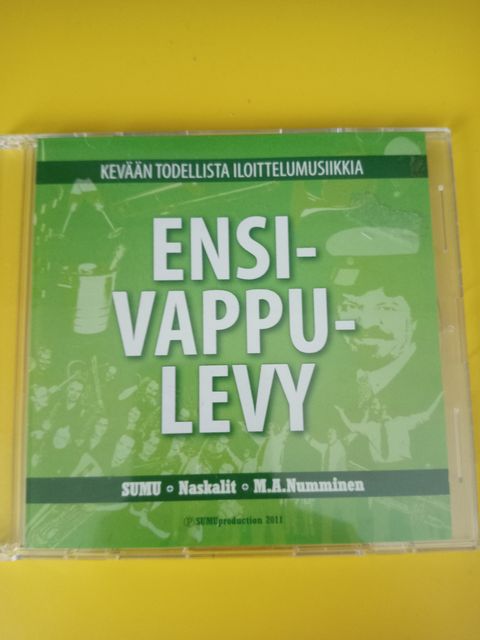 KEVÄÄN TODELLISTA ILOITTELUMUSIIKKIA
ENSI-
VAPPU-
LEVY
SUMU • Naskalit • M.A.Numminen
Ⓟ SUMUproduction 2011